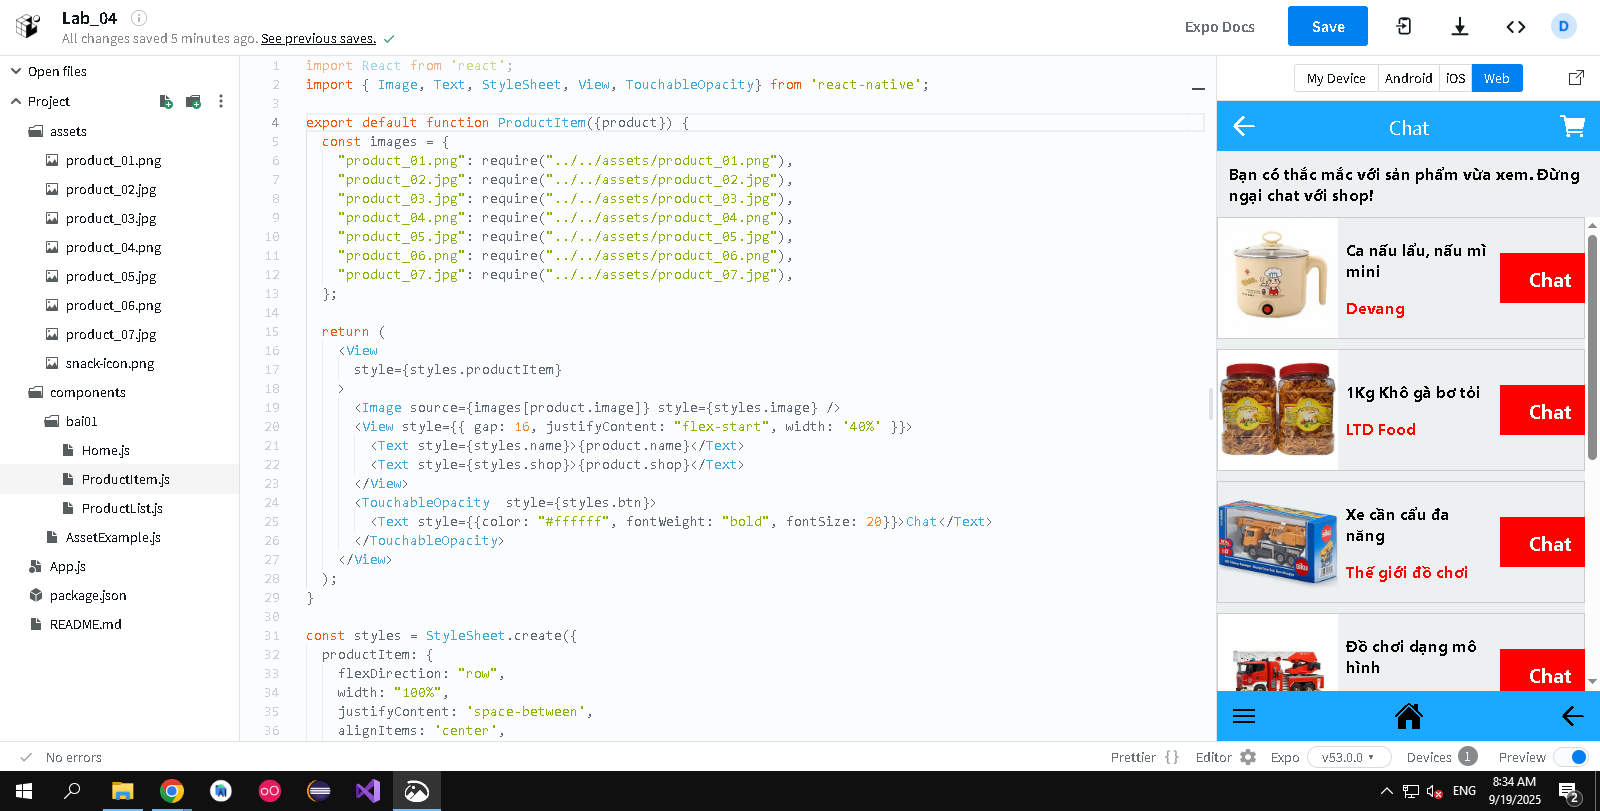 Lab_04
All changes saved 5 minutes ago. See previous saves.
Expo Docs
Save
D
Open files
Project
assets
product_01.png
product_02.jpg
product_03.jpg
product_04.png
product_05.jpg
product_06.png
product_07.jpg
snack-icon.png
components
bai01
Home.js
ProductItem.js
ProductList.js
AssetExample.js
App.js
package.json
README.md
1 import React from 'react';
2 import { Image, Text, StyleSheet, View, TouchableOpacity} from 'react-native';
3
4 export default function ProductItem({product}) {
5 const images = {
6 "product_01.png": require("../../assets/product_01.png"),
7 "product_02.jpg": require("../../assets/product_02.jpg"),
8 "product_03.jpg": require("../../assets/product_03.jpg"),
9 "product_04.png": require("../../assets/product_04.png"),
10 "product_05.jpg": require("../../assets/product_05.jpg"),
11 "product_06.png": require("../../assets/product_06.png"),
12 "product_07.jpg": require("../../assets/product_07.jpg"),
13 };
14
15 return (
16 <View
17 style={styles.productItem}
18 >
19 <Image source={images[product.image]} style={styles.image} />
20 <View style={{ gap: 16, justifyContent: "flex-start", width: '40%' }}>
21 <Text style={styles.name}>{product.name}</Text>
22 <Text style={styles.shop}>{product.shop}</Text>
23 </View>
24 <TouchableOpacity  style={styles.btn}>
25 <Text style={{color: "#ffffff", fontWeight: "bold", fontSize: 20}}>Chat</Text>
26 </TouchableOpacity>
27 </View>
28 );
29 }
30
31 const styles = StyleSheet.create({
32 productItem: {
33 flexDirection: "row",
34 width: "100%",
35 justifyContent: 'space-between',
36 alignItems: 'center',
My Device
Android
iOS
Web
Chat
Bạn có thắc mắc với sản phẩm vừa xem. Đừng
ngại chat với shop!
Ca nấu lẩu, nấu mì
mini
Devang
Chat
1Kg Khô gà bơ tỏi
LTD Food
Chat
Xe cần cẩu đa
năng
Thế giới đồ chơi
Chat
Đồ chơi dạng mô
hình
Chat
No errors
Prettier {}
Editor
Expo
v53.0.0
Devices 1
Preview
ENG
8:34 AM
9/19/2025
2